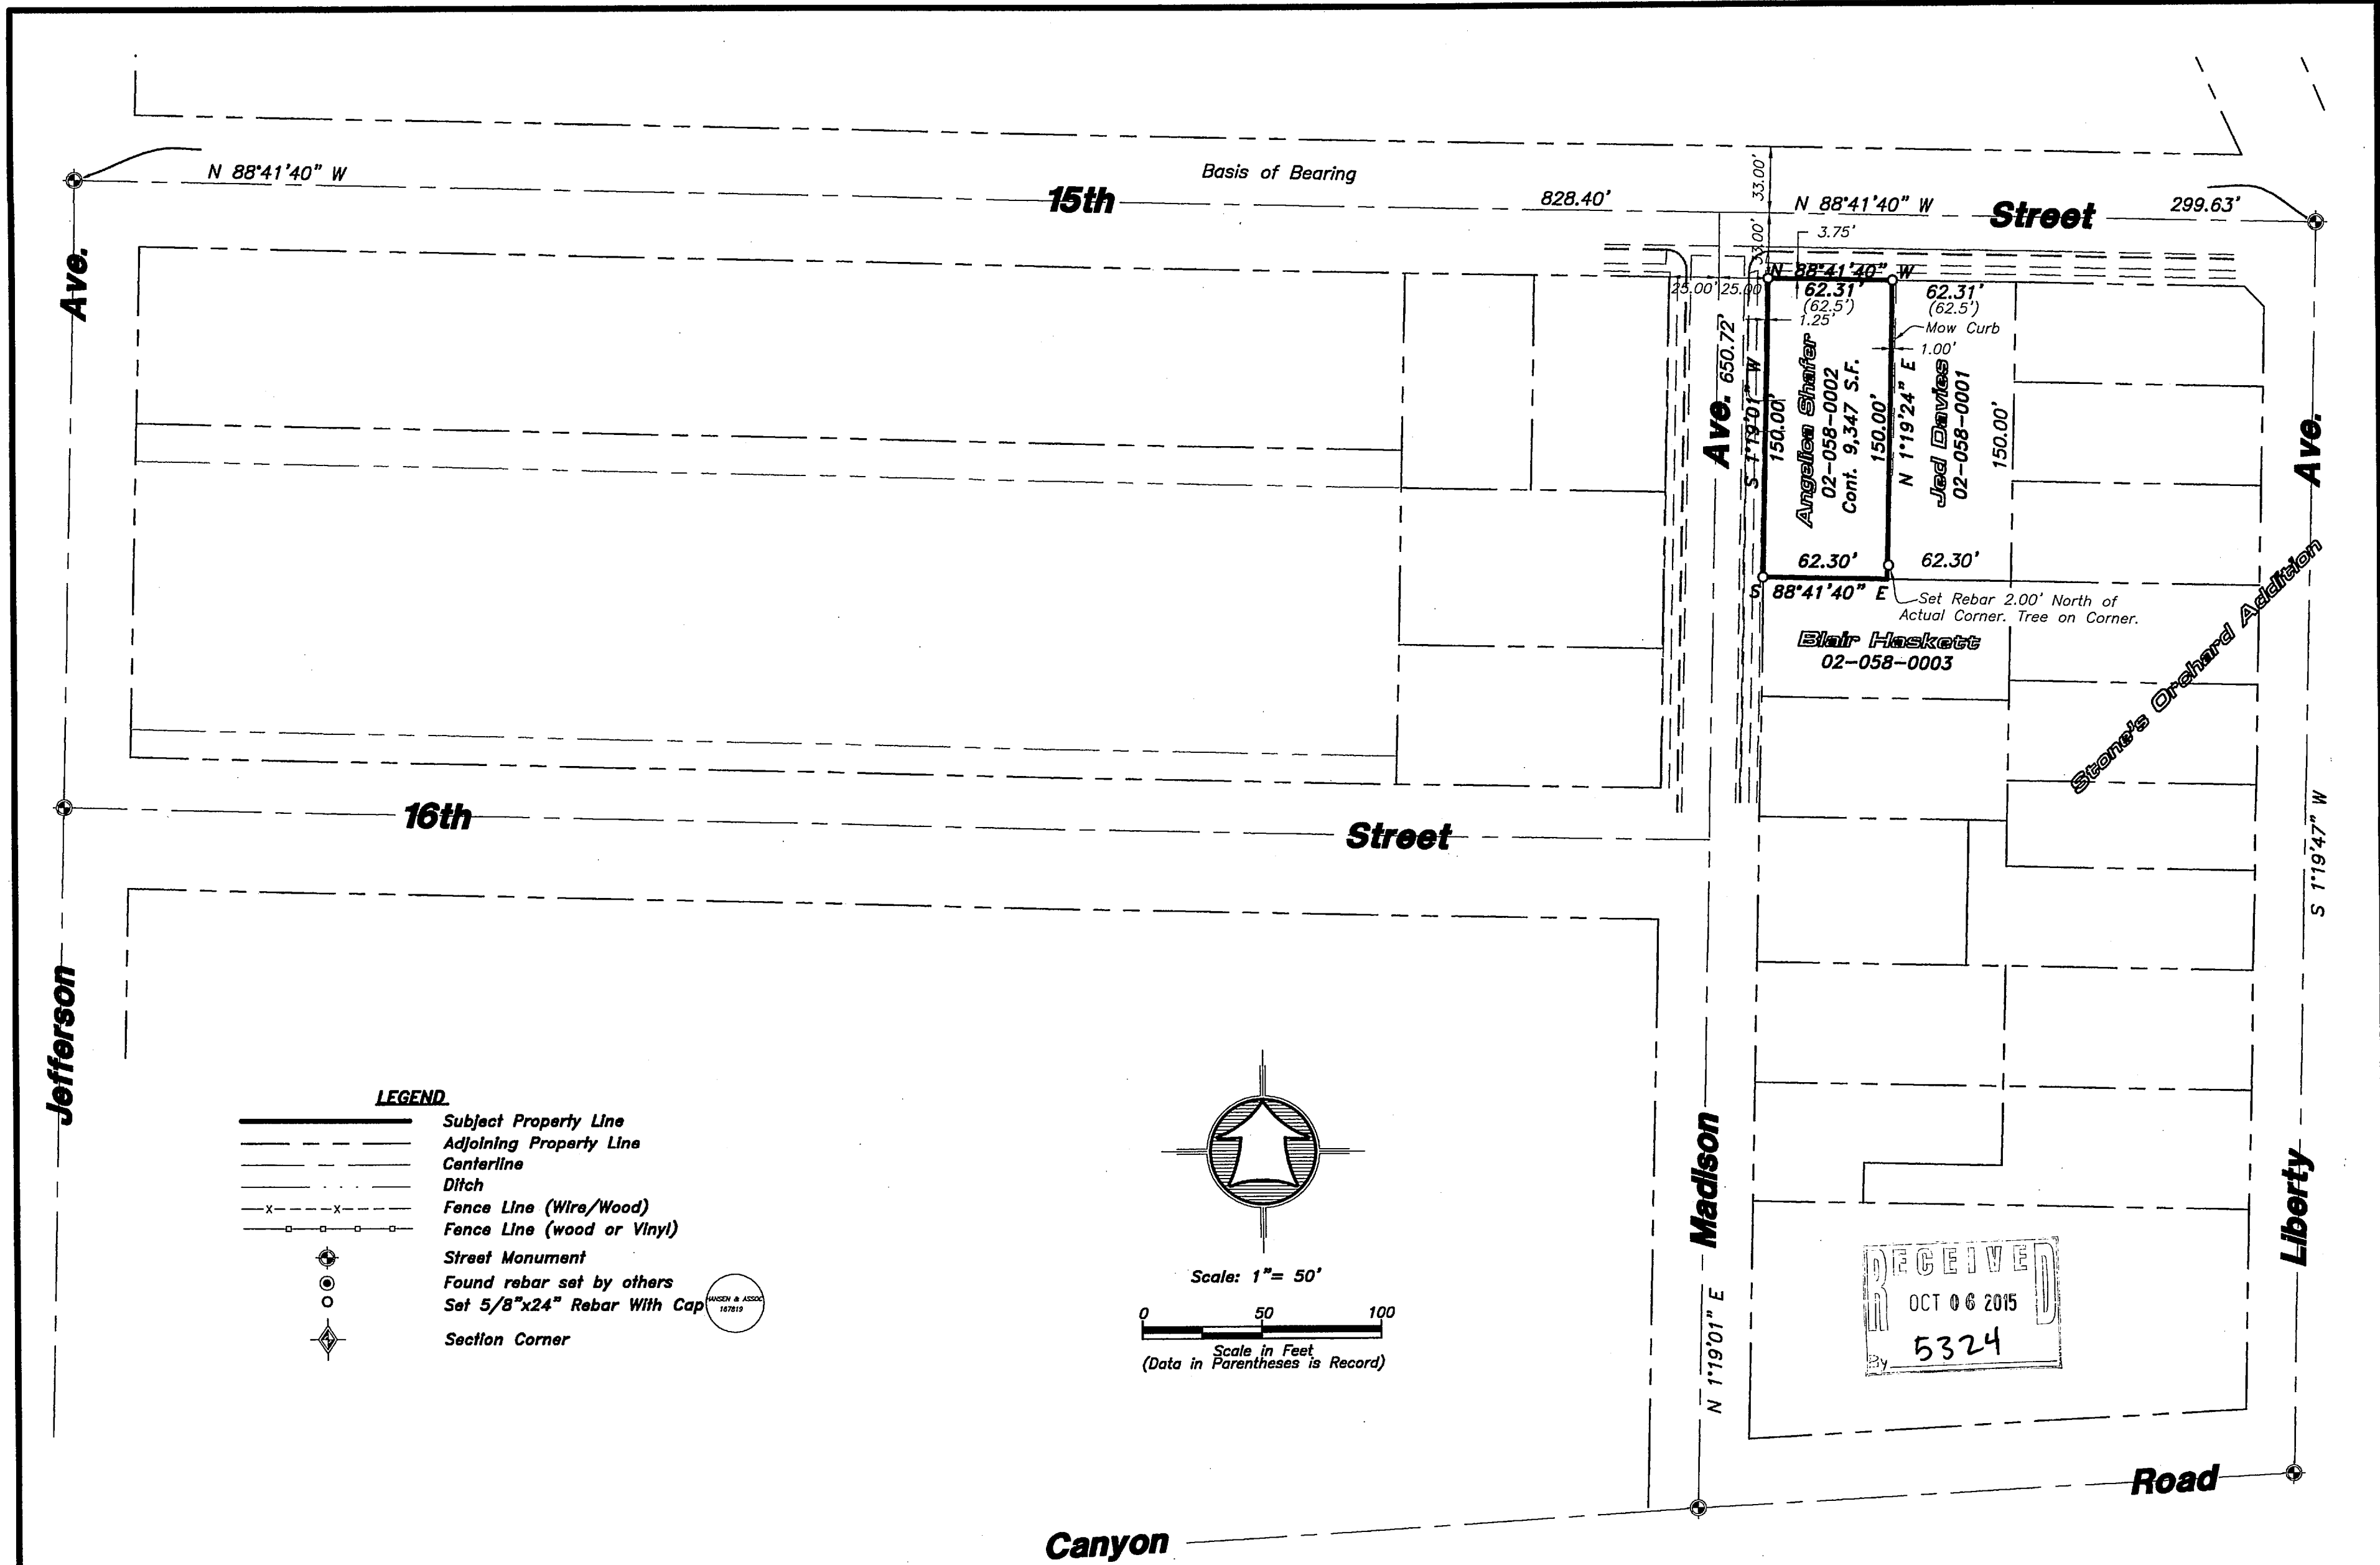 N 88°41'40" W
Basis of Bearing
15th
828.40'
33.00'
33.00'
N 88°41'40" W
Street
299.63'
3.75'
N 88°41'40" W
25.00'
25.00'
62.31'
(62.5')
1.25'
62.31'
(62.5')
Mow Curb
1.00'
Ave.
Ave.
650.72'
S 1°19'01" W
150.00'
Angelica Shafer
02-058-0002
Cont. 9,347 S.F.
150.00'
N 1°19'24" E
Jed Davies
02-058-0001
150.00'
Ave.
62.30'
62.30'
S 88°41'40" E
Set Rebar 2.00' North of
Actual Corner. Tree on Corner.
Blair Haskett
02-058-0003
Stone's Orchard Addition
S 1°19'47" W
16th
Street
Jefferson
Madison
N 1°19'01" E
Liberty
LEGEND
Subject Property Line
Adjoining Property Line
Centerline
Ditch
x x Fence Line (Wire/Wood)
Fence Line (wood or Vinyl)
Street Monument
Found rebar set by others
Set 5/8"x24" Rebar With Cap
HANSEN & ASSOC
167819
Section Corner
Scale: 1"= 50'
0 50 100
Scale in Feet
(Data in Parentheses is Record)
RECEIVED
OCT 06 2015
By 5324
Canyon
Road